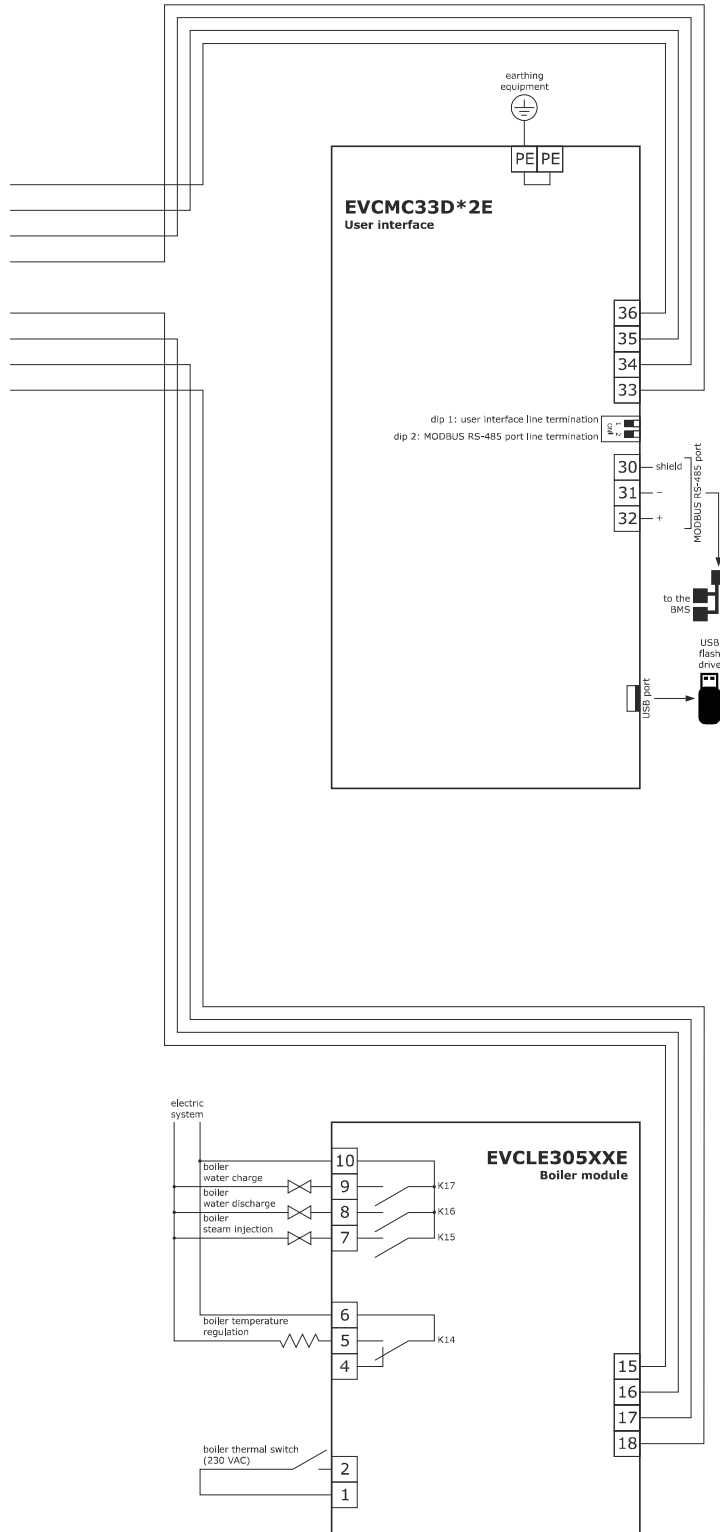 earthing
equipment
PE PE
EVCMC33D*2E
User interface
36
35
34
33
dip 1: user interface line termination
dip 2: MODBUS RS-485 port line termination
1
2
ON
30
shield
31
-
32
+
MODBUS RS-485 port
to the
BMS
USB
flash
drive
USB port
electric
system
EVCLE305XXE
Boiler module
10
boiler
water charge
9
K17
boiler
water discharge
8
K16
boiler
steam injection
7
K15
6
boiler temperature
regulation
5
K14
4
15
16
17
18
boiler thermal switch
(230 VAC)
2
1